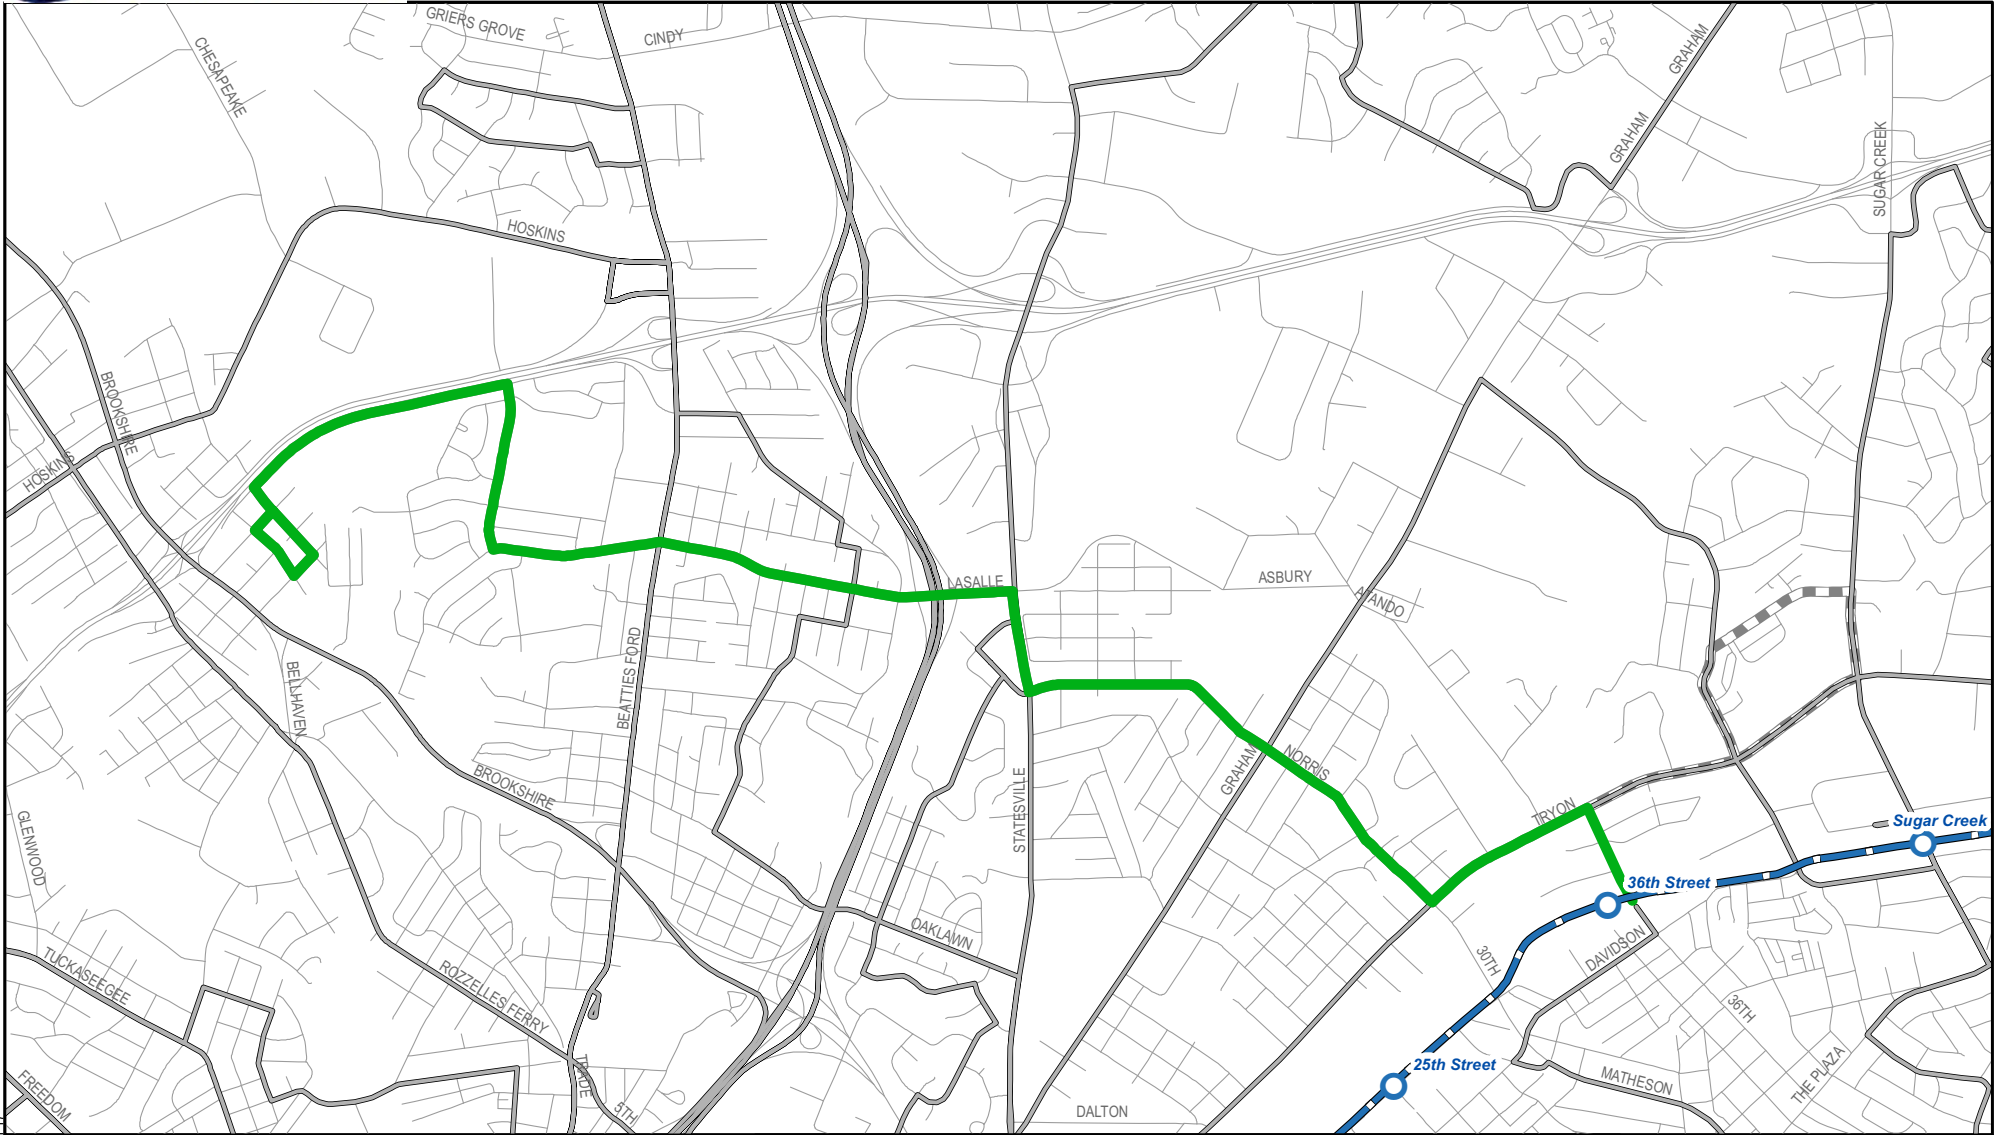 GRIERS GROVE
CINDY
CHESAPEAKE
GRAHAM
GRAHAM
SUGAR CREEK
HOSKINS
BROOKSHIRE
HOSKINS
LASALLE
ASBURY
ATANDO
BELLHAVEN
BEATTIES FORD
BROOKSHIRE
STATESVILLE
GRAHAM
NORRIS
TRYON
Sugar Creek
GLENWOOD
36th Street
OAKLAWN
DAVIDSON
30TH
TUCKASEEGEE
ROZZELLES FERRY
36TH
25th Street
TRADE
MATHESON
THE PLAZA
FREEDOM
5TH
DALTON